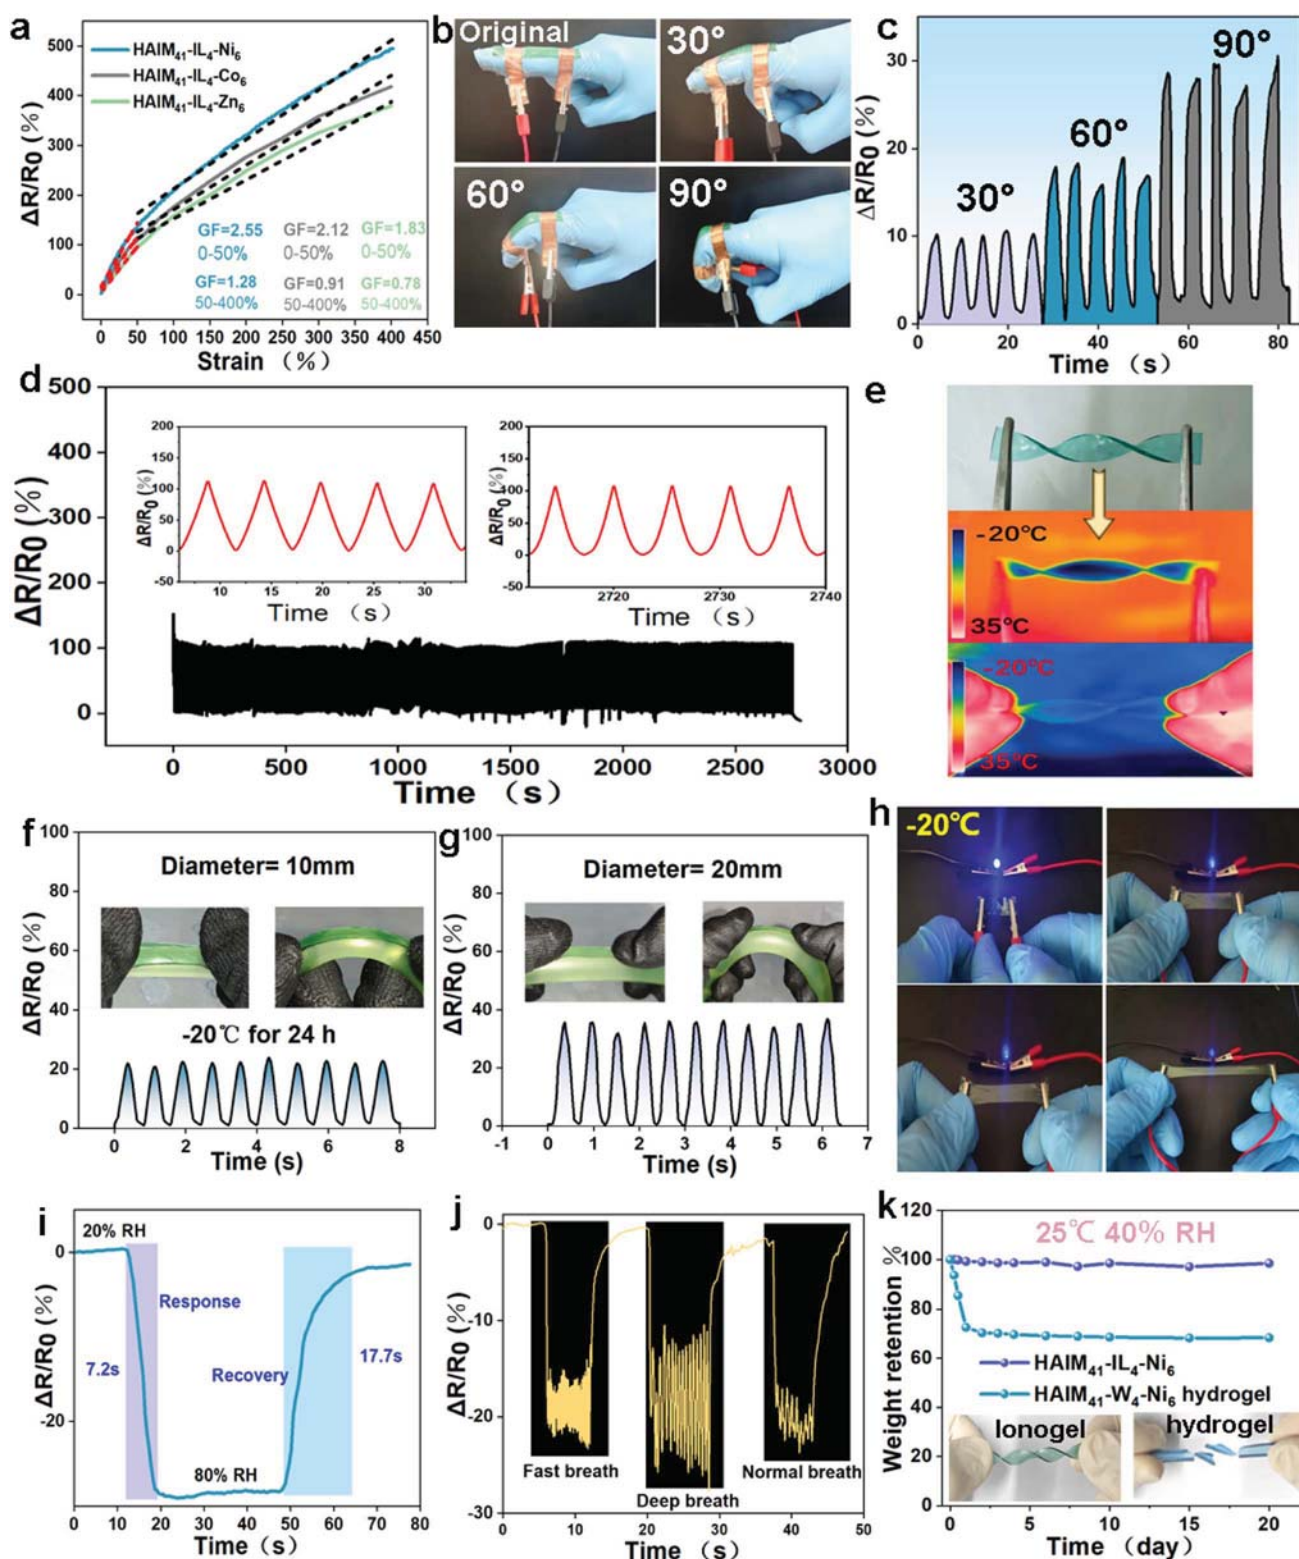 a
ΔR/R0 (%)
500
400
300
200
100
0
HAIM41-IL4-Ni6
HAIM41-IL4-Co6
HAIM41-IL4-Zn6
GF=2.55 GF=2.12 GF=1.83
0-50% 0-50% 0-50%
GF=1.28 GF=0.91 GF=0.78
50-400% 50-400% 50-400%
0 50 100 150 200 250 300 350 400 450
Strain (%)
b
Original
30°
60°
90°
c
ΔR/R0 (%)
30
20
10
0
30°
60°
90°
0 20 40 60 80
Time (s)
d
ΔR/R0 (%)
500
400
300
200
100
0
ΔR/R0 (%)
200
150
100
50
0
-50
10 15 20 25 30
Time (s)
ΔR/R0 (%)
200
150
100
50
0
-50
2720 2730 2740
Time (s)
0 500 1000 1500 2000 2500 3000
Time (s)
e
-20°C
35°C
-20°C
35°C
f
ΔR/R0 (%)
100
80
60
40
20
0
Diameter= 10mm
-20℃ for 24 h
0 2 4 6 8
Time (s)
g
ΔR/R0 (%)
100
80
60
40
20
0
Diameter= 20mm
-1 0 1 2 3 4 5 6 7
Time (s)
h
-20℃
i
ΔR/R0 (%)
0
-20
20% RH
Response
7.2s
Recovery
17.7s
80% RH
0 10 20 30 40 50 60 70 80
Time (s)
j
ΔR/R0 (%)
0
-10
-20
-30
Fast breath
Deep breath
Normal breath
0 10 20 30 40 50
Time (s)
k
Weight retention %
120
100
80
60
40
20
0
25℃ 40% RH
HAIM41-IL4-Ni6
HAIM41-W4-Ni6 hydrogel
Ionogel
hydrogel
0 5 10 15 20
Time (day)